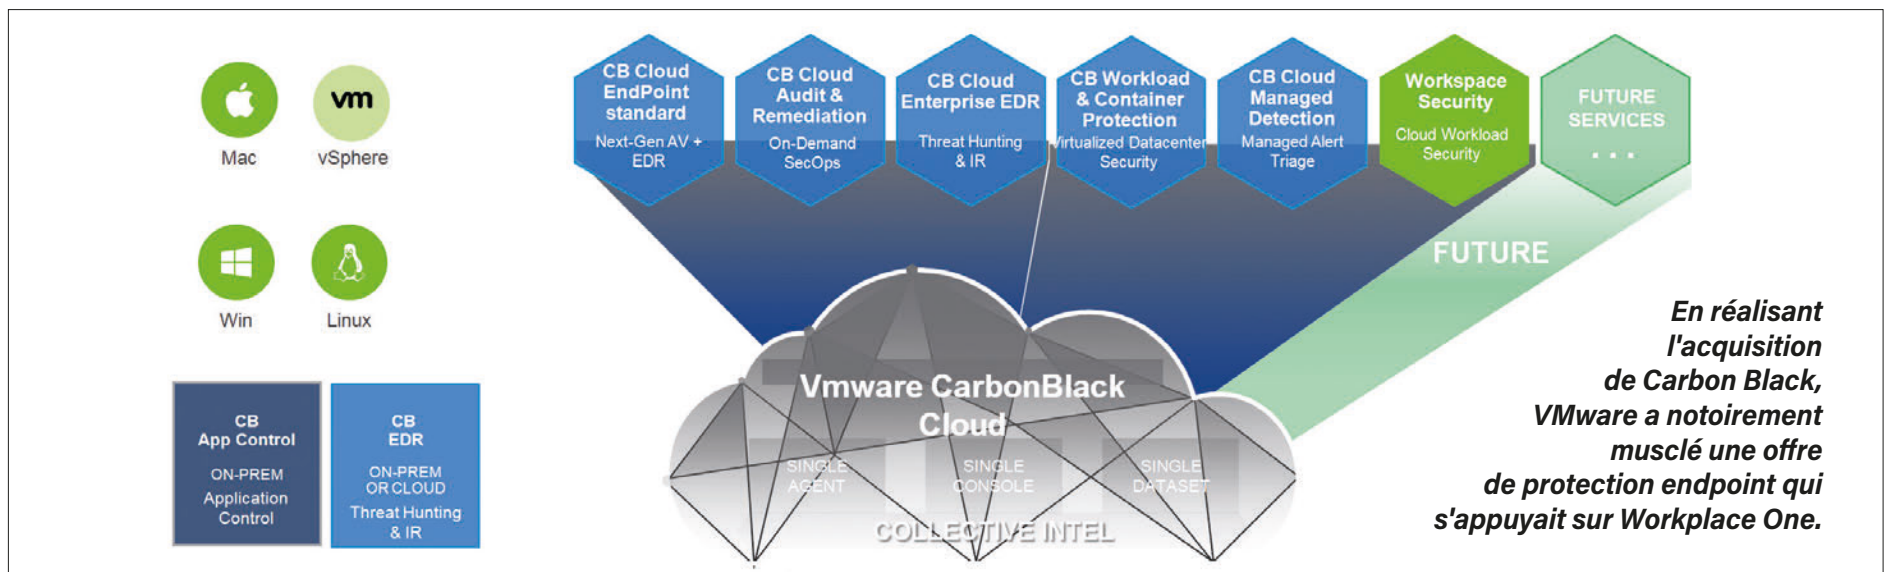 vm
Mac
vSphere
Win
Linux
CB
App Control
ON-PREM
Application
Control
CB
EDR
ON-PREM
OR CLOUD
Threat Hunting
& IR
CB Cloud
EndPoint
standard
Next-Gen AV +
EDR
CB Cloud
Audit &
Remediation
On-Demand
SecOps
CB Cloud
Enterprise EDR
Threat Hunting
& IR
CB Workload
& Container
Protection
Virtualized Datacenter
Security
CB Cloud
Managed
Detection
Managed Alert
Triage
Workspace
Security
Cloud Workload
Security
FUTURE
SERVICES
...
FUTURE
Vmware CarbonBlack
Cloud
SINGLE
AGENT
SINGLE
CONSOLE
SINGLE
DATASET
COLLECTIVE INTEL
En réalisant
l'acquisition
de Carbon Black,
VMware a notoirement
musclé une offre
de protection endpoint qui
s'appuyait sur Workplace One.